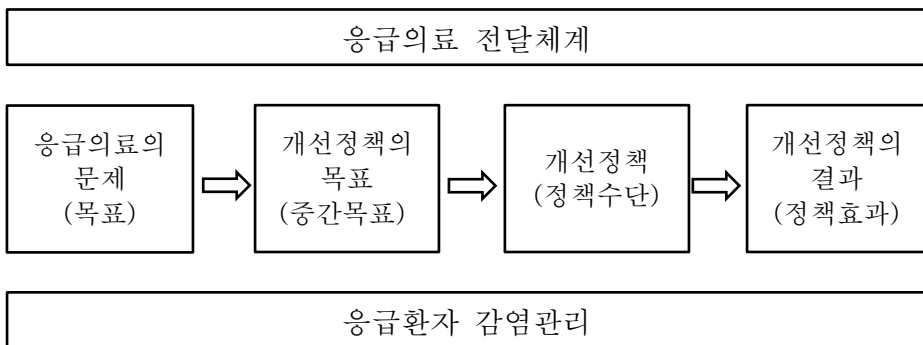 응급의료 전달체계
응급의료의
문제
(목표)
개선정책의
목표
(중간목표)
개선정책
(정책수단)
개선정책의
결과
(정책효과)
응급환자 감염관리